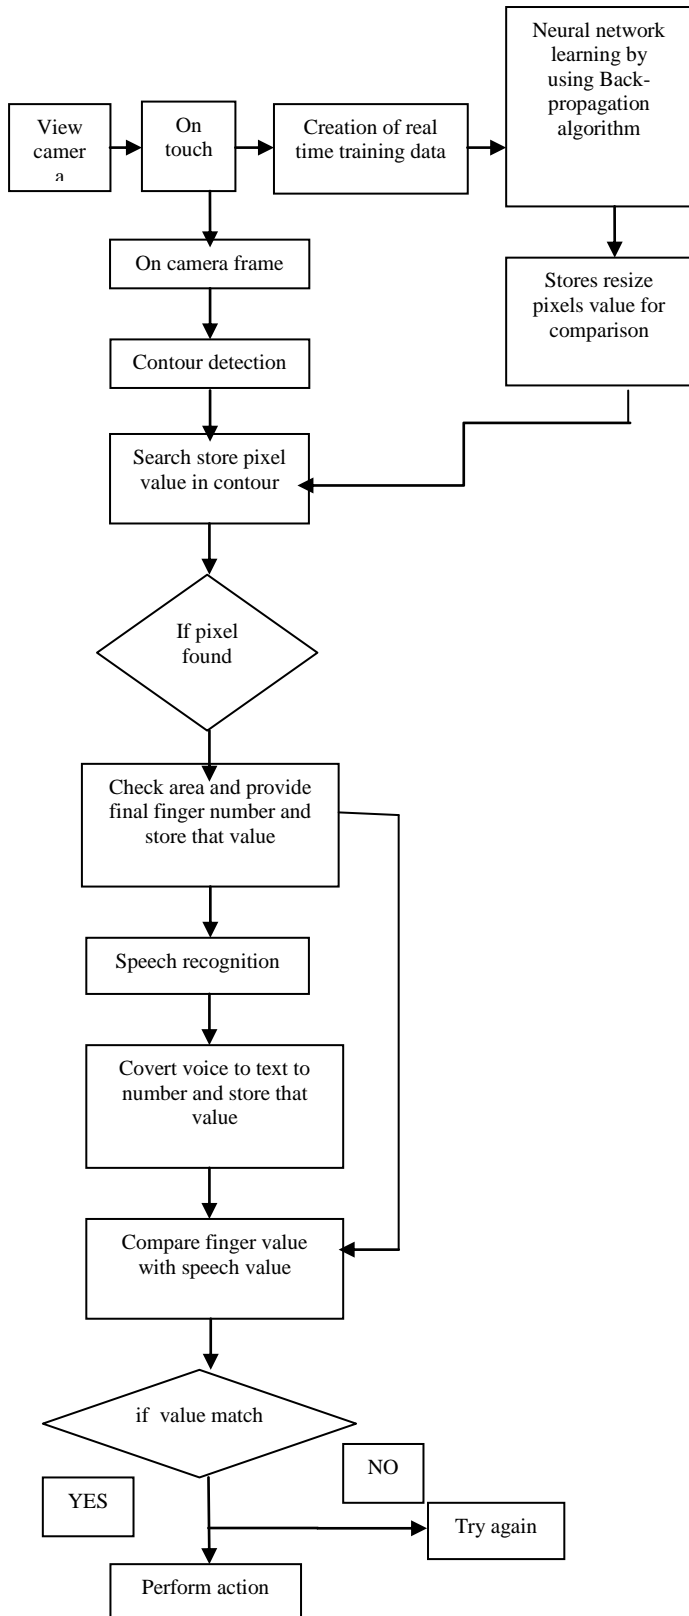 View
camer
a
On
touch
Creation of real
time training data
Neural network
learning by
using Back-
propagation
algorithm
On camera frame
Stores resize
pixels value for
comparison
Contour detection
Search store pixel
value in contour
If pixel
found
Check area and provide
final finger number and
store that value
Speech recognition
Covert voice to text to
number and store that
value
Compare finger value
with speech value
if value match
NO
YES
Try again
Perform action